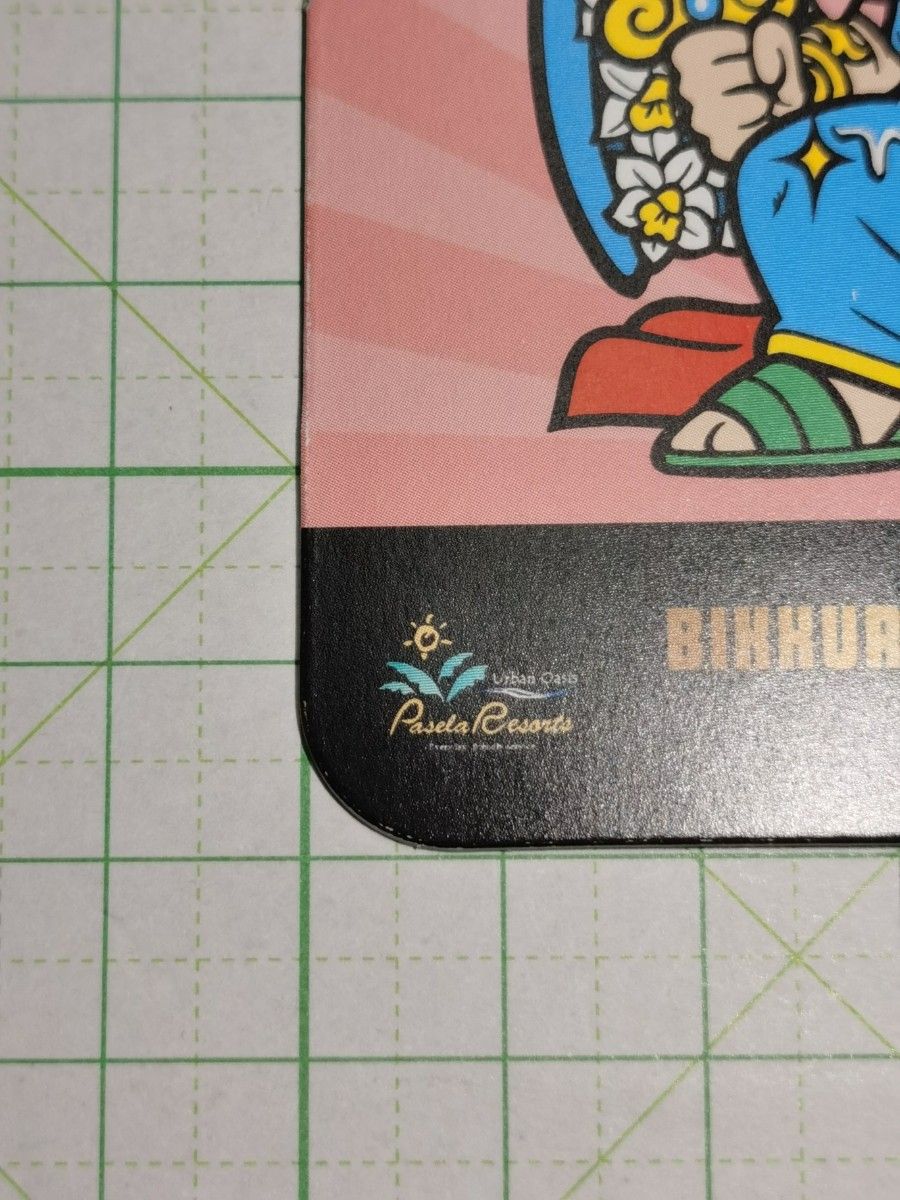 BIKKUR
Urban Oasis
Pasela Resorts